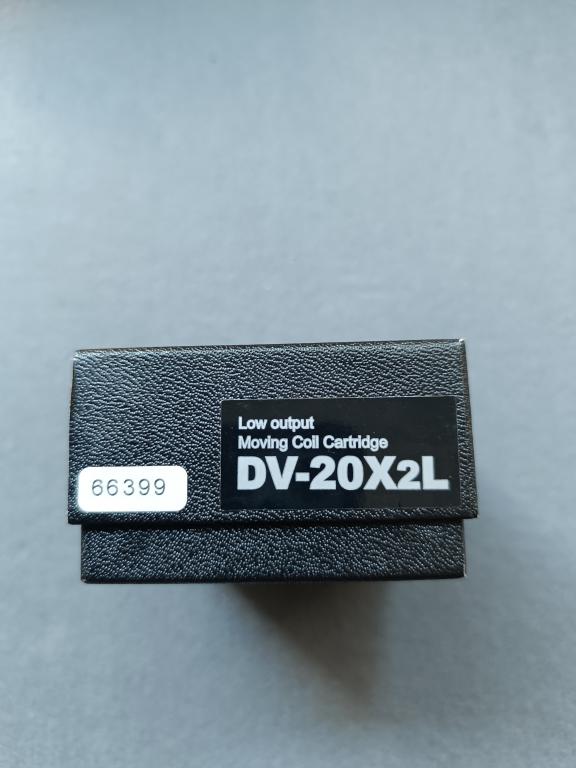 Low output
Moving Coil Cartridge
DV-20X2L
66399